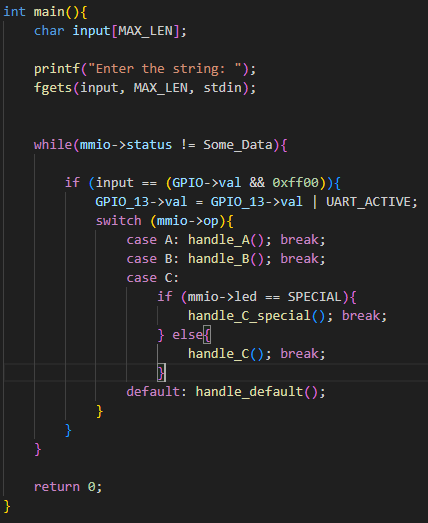 int main(){
char input[MAX_LEN];
printf("Enter the string: ");
fgets(input, MAX_LEN, stdin);
while(mmio->status != Some_Data){
if (input == (GPIO->val && 0xff00)){
GPIO_13->val = GPIO_13->val | UART_ACTIVE;
switch (mmio->op){
case A: handle_A(); break;
case B: handle_B(); break;
case C:
if (mmio->led == SPECIAL){
handle_C_special(); break;
} else{
handle_C(); break;
}
default: handle_default();
}
}
}
return 0;
}